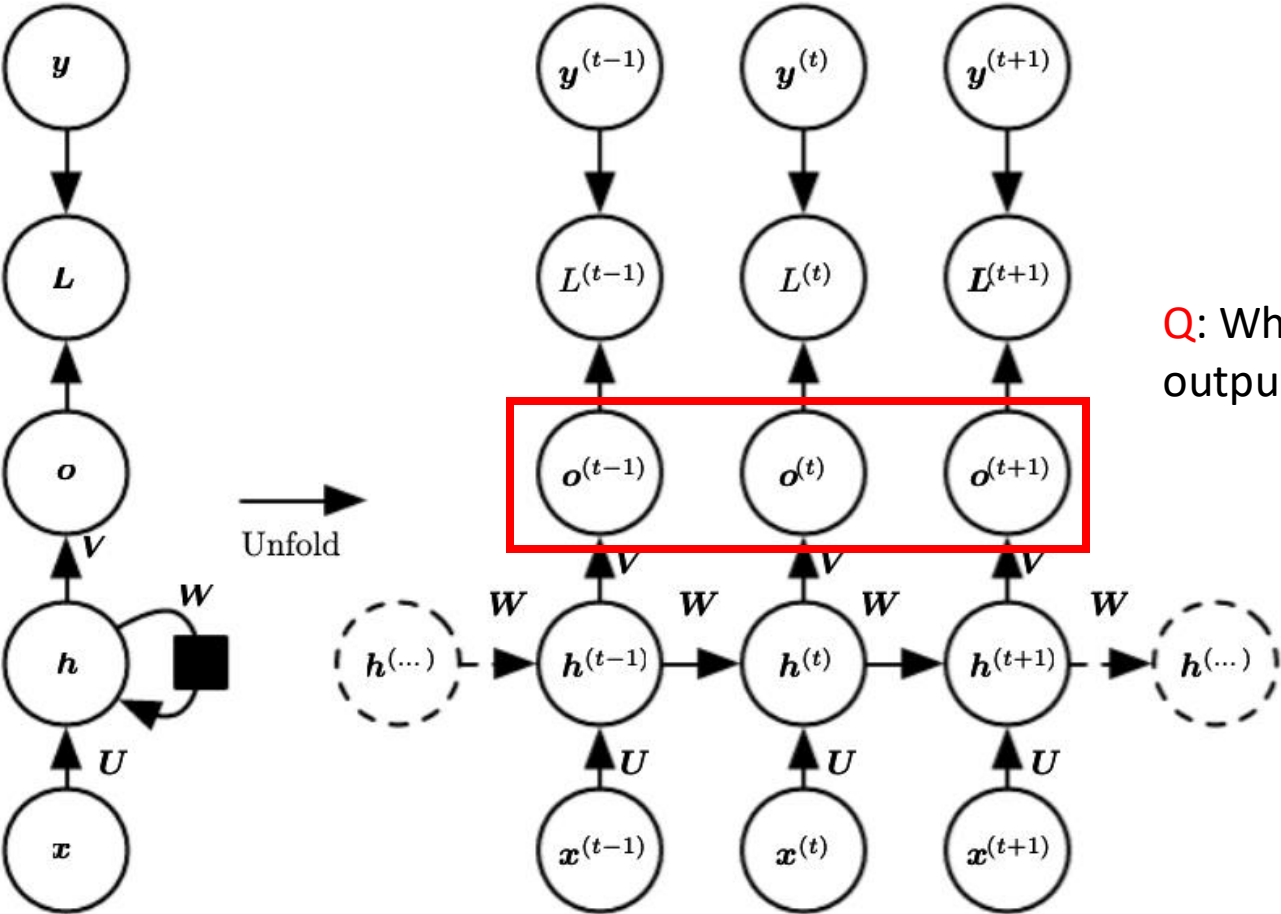 y y^(t−1) y^(t) y^(t+1)
L L^(t−1) L^(t) L^(t+1)
Q: Wh
outpu
o o^(t−1) o^(t) o^(t+1)
Unfold
V V V V
W W W W W
h h^(...) h^(t−1) h^(t) h^(t+1) h^(...)
U U U U
x x^(t−1) x^(t) x^(t+1)